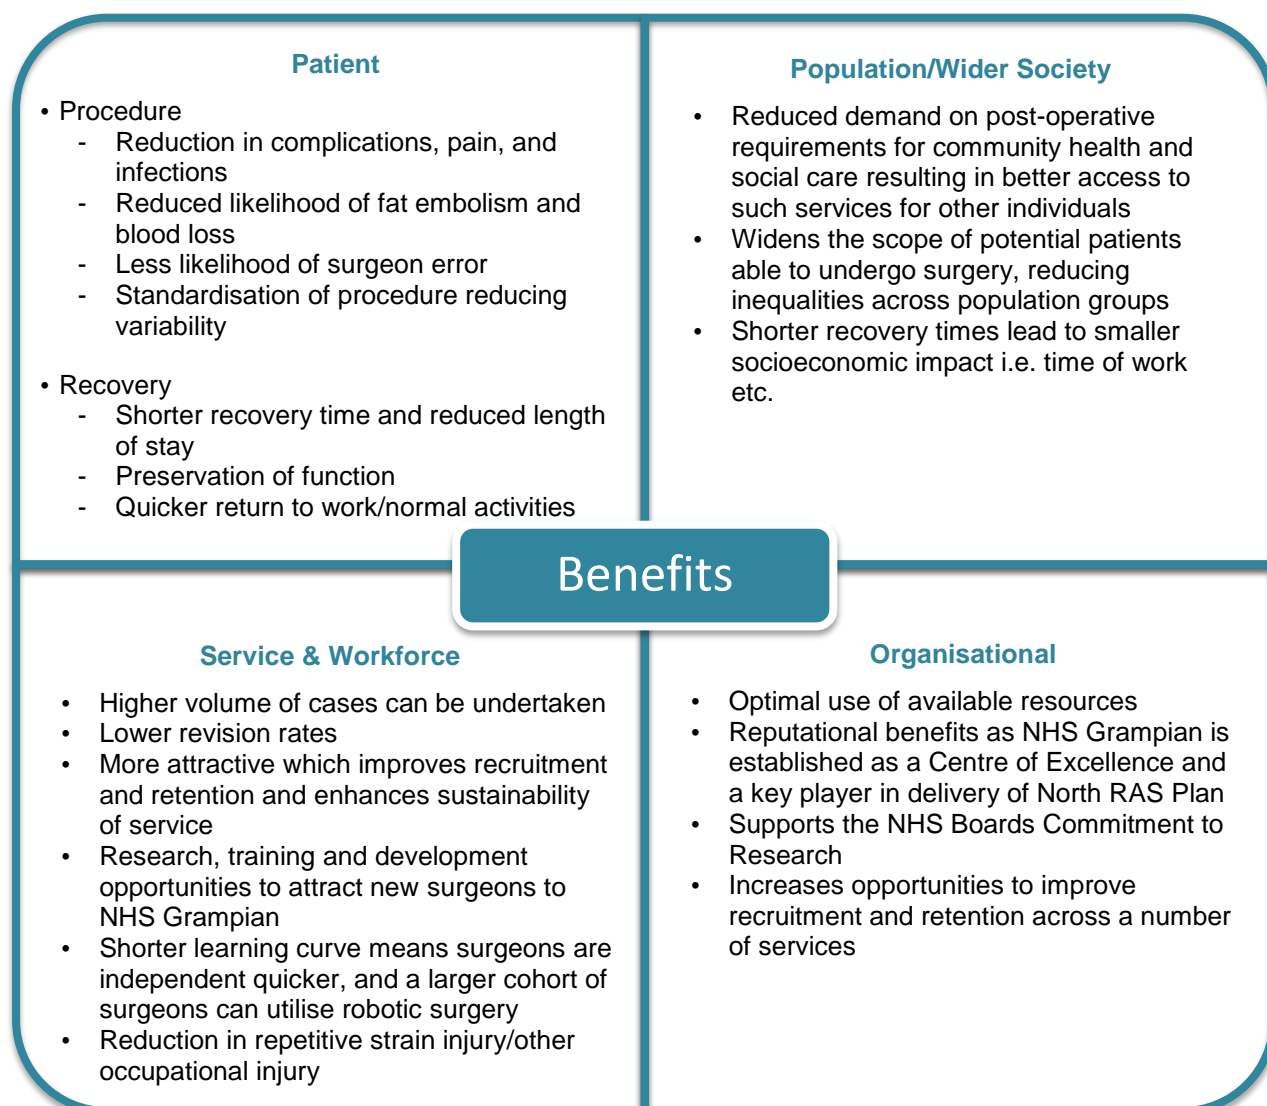 Patient
• Procedure
- Reduction in complications, pain, and
infections
- Reduced likelihood of fat embolism and
blood loss
- Less likelihood of surgeon error
- Standardisation of procedure reducing
variability
• Recovery
- Shorter recovery time and reduced length
of stay
- Preservation of function
- Quicker return to work/normal activities
Population/Wider Society
• Reduced demand on post-operative
requirements for community health and
social care resulting in better access to
such services for other individuals
• Widens the scope of potential patients
able to undergo surgery, reducing
inequalities across population groups
• Shorter recovery times lead to smaller
socioeconomic impact i.e. time of work
etc.
Benefits
Service & Workforce
• Higher volume of cases can be undertaken
• Lower revision rates
• More attractive which improves recruitment
and retention and enhances sustainability
of service
• Research, training and development
opportunities to attract new surgeons to
NHS Grampian
• Shorter learning curve means surgeons are
independent quicker, and a larger cohort of
surgeons can utilise robotic surgery
• Reduction in repetitive strain injury/other
occupational injury
Organisational
• Optimal use of available resources
• Reputational benefits as NHS Grampian is
established as a Centre of Excellence and
a key player in delivery of North RAS Plan
• Supports the NHS Boards Commitment to
Research
• Increases opportunities to improve
recruitment and retention across a number
of services